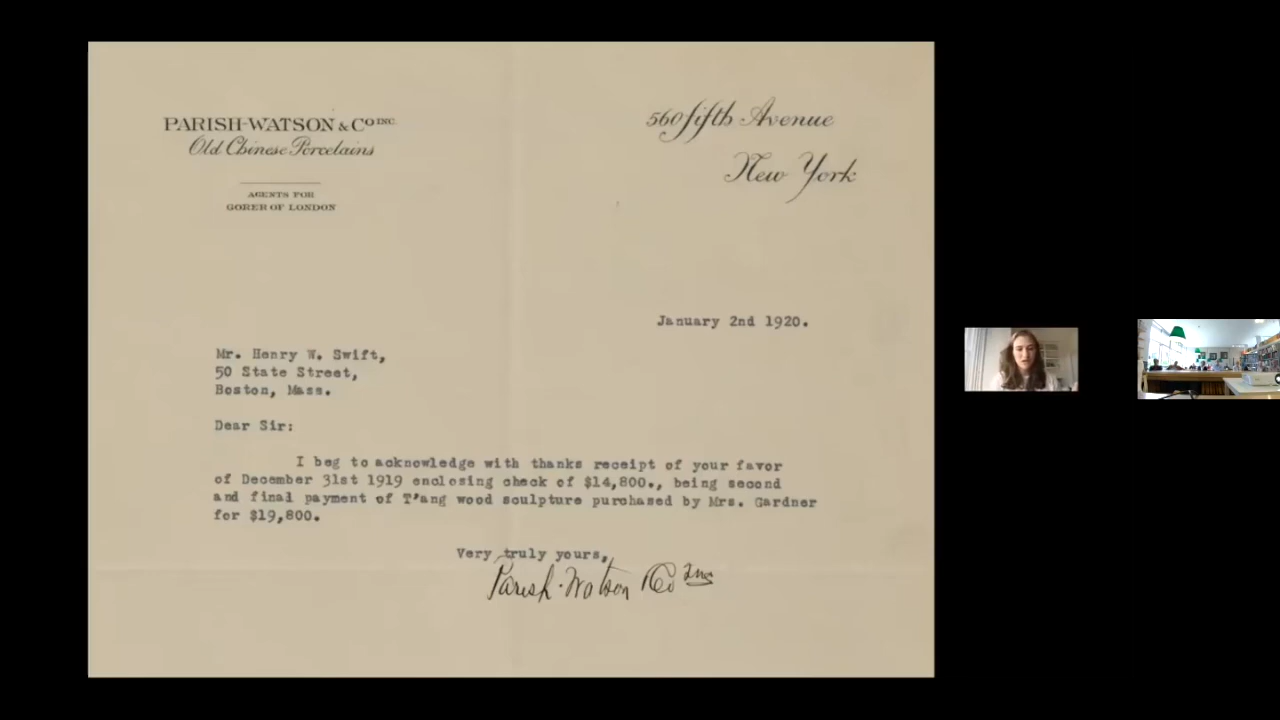 PARISH-WATSON & Co INC.
Old Chinese Porcelains
AGENTS FOR
GORER OF LONDON
560 fifth Avenue
New York
January 2nd 1920.
Mr. Henry W. Swift,
50 State Street,
Boston, Mass.
Dear Sir:
I beg to acknowledge with thanks receipt of your favor
of December 31st 1919 enclosing check of $14,800., being second
and final payment of T'ang wood sculpture purchased by Mrs. Gardner
for $19,800.
Very truly yours,
Parish-Watson & Co Inc